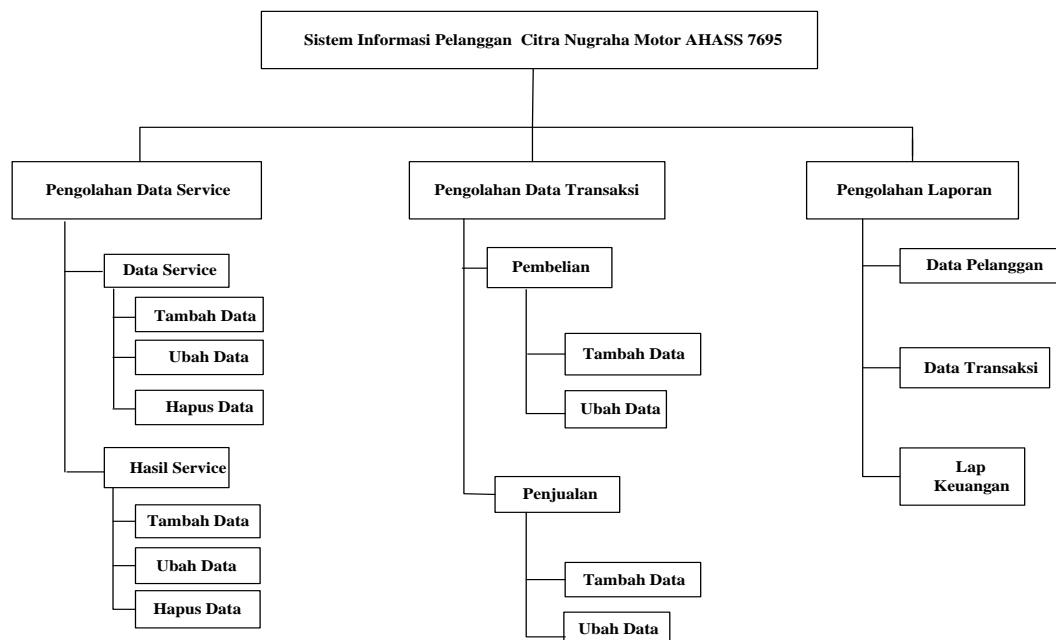 Sistem Informasi Pelanggan Citra Nugraha Motor AHASS 7695
Pengolahan Data Service
Data Service
Tambah Data
Ubah Data
Hapus Data
Hasil Service
Tambah Data
Ubah Data
Hapus Data
Pengolahan Data Transaksi
Pembelian
Tambah Data
Ubah Data
Penjualan
Tambah Data
Ubah Data
Pengolahan Laporan
Data Pelanggan
Data Transaksi
Lap
Keuangan